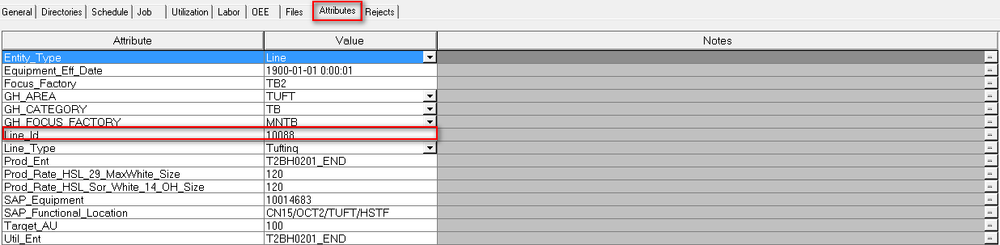 General Directories Schedule Job Utilization Labor OEE Files Attributes Rejects
Attribute Value Notes
Entity_Type Line
Equipment_Eff_Date 1900-01-01 0:00:01
Focus_Factory TB2
GH_AREA TUFT
GH_CATEGORY TB
GH_FOCUS_FACTORY MNTB
Line_Id 10088
Line_Type Tufting
Prod_Ent T2BH0201_END
Prod_Rate_HSL_29_MaxWhite_Size 120
Prod_Rate_HSL_Sor_White_14_OH_Size 120
SAP_Equipment 10014683
SAP_Functional_Location CN15/OCT2/TUFT/HSTF
Target_AU 100
Util_Ent T2BH0201_END